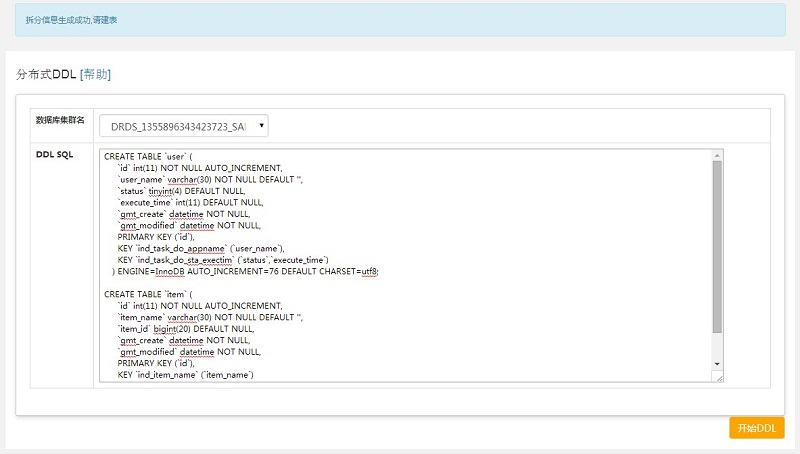 拆分信息生成成功,请建表
分布式DDL [帮助]
数据库集群名
DRDS_1355896343423723_SAI
DDL SQL
CREATE TABLE `user` (
`id` int(11) NOT NULL AUTO_INCREMENT,
`user_name` varchar(30) NOT NULL DEFAULT '',
`status` tinyint(4) DEFAULT NULL,
`execute_time` int(11) DEFAULT NULL,
`gmt_create` datetime NOT NULL,
`gmt_modified` datetime NOT NULL,
PRIMARY KEY (`id`),
KEY `ind_task_do_appname` (`user_name`),
KEY `ind_task_do_sta_exectim` (`status`,`execute_time`)
) ENGINE=InnoDB AUTO_INCREMENT=76 DEFAULT CHARSET=utf8;
CREATE TABLE `item` (
`id` int(11) NOT NULL AUTO_INCREMENT,
`item_name` varchar(30) NOT NULL DEFAULT '',
`item_id` bigint(20) DEFAULT NULL,
`gmt_create` datetime NOT NULL,
`gmt_modified` datetime NOT NULL,
PRIMARY KEY (`id`),
KEY `ind_item_name` (`item_name`)
开始DDL